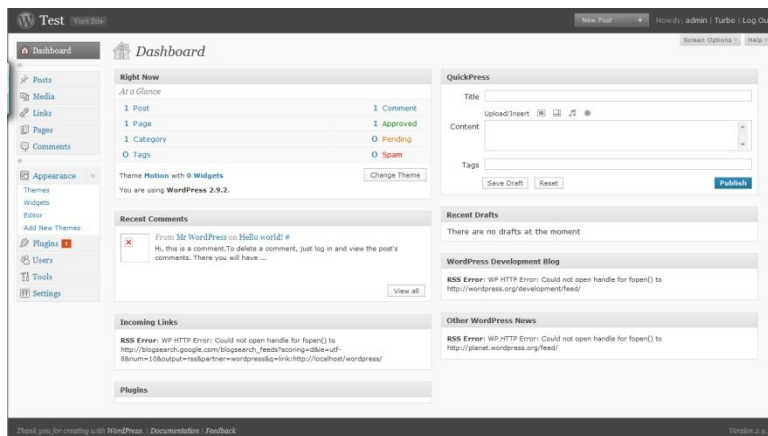 Test Visit Site
New Post Howdy, admin | Turbo | Log Ou
Screen Options Help
Dashboard
Posts
Media
Links
Pages
Comments
Appearance
Themes
Widgets
Editor
Add New Themes
Plugins 1
Users
Tools
Settings
Dashboard
Right Now
At a Glance
1 Post 1 Comment
1 Page 1 Approved
1 Category 0 Pending
0 Tags 0 Spam
Theme Motion with 0 Widgets Change Theme
You are using WordPress 2.9.2.
Recent Comments
From Mr WordPress on Hello world! #
Hi, this is a comment.To delete a comment, just log in and view the post's
comments. There you will have ...
View all
Incoming Links
RSS Error: WP HTTP Error: Could not open handle for fopen() to
http://blogsearch.google.com/blogsearch_feeds?scoring=d&ie=utf-
8&num=10&output=rss&partner=wordpress&q=link:http://localhost/wordpress/
Plugins
QuickPress
Title
Upload/Insert
Content
Tags
Save Draft Reset Publish
Recent Drafts
There are no drafts at the moment
WordPress Development Blog
RSS Error: WP HTTP Error: Could not open handle for fopen() to
http://wordpress.org/development/feed/
Other WordPress News
RSS Error: WP HTTP Error: Could not open handle for fopen() to
http://planet.wordpress.org/feed/
Thank you for creating with WordPress. | Documentation | Feedback
Version 2.9.